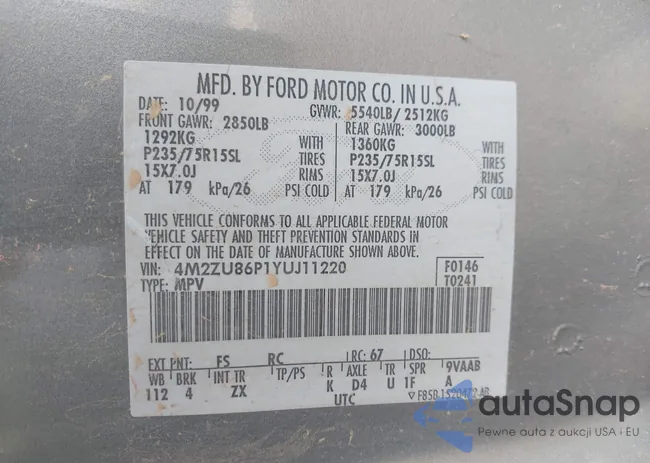 MFD. BY FORD MOTOR CO. IN U.S.A.
DATE: 10/99 GVWR: 5540LB/ 2512KG
FRONT GAWR: 2850LB REAR GAWR: 3000LB
1292KG WITH 1360KG WITH
P235/75R15SL TIRES P235/75R15SL TIRES
15X7.0J RIMS 15X7.0J RIMS
AT 179 kPa/26 PSI COLD AT 179 kPa/26 PSI COLD
THIS VEHICLE CONFORMS TO ALL APPLICABLE FEDERAL MOTOR
VEHICLE SAFETY AND THEFT PREVENTION STANDARDS IN
EFFECT ON THE DATE OF MANUFACTURE SHOWN ABOVE.
VIN: 4M2ZU86P1YUJ11220 F0146
TYPE: MPV T0241
EXT PNT: FS RC RC: 67 DSO:
WB BRK INT TR TP/PS R AXLE TR SPR 9VAAB
112 4 ZX K D4 U 1F A
UTC
autoSnap
Pewne auta z aukcji USA i EU